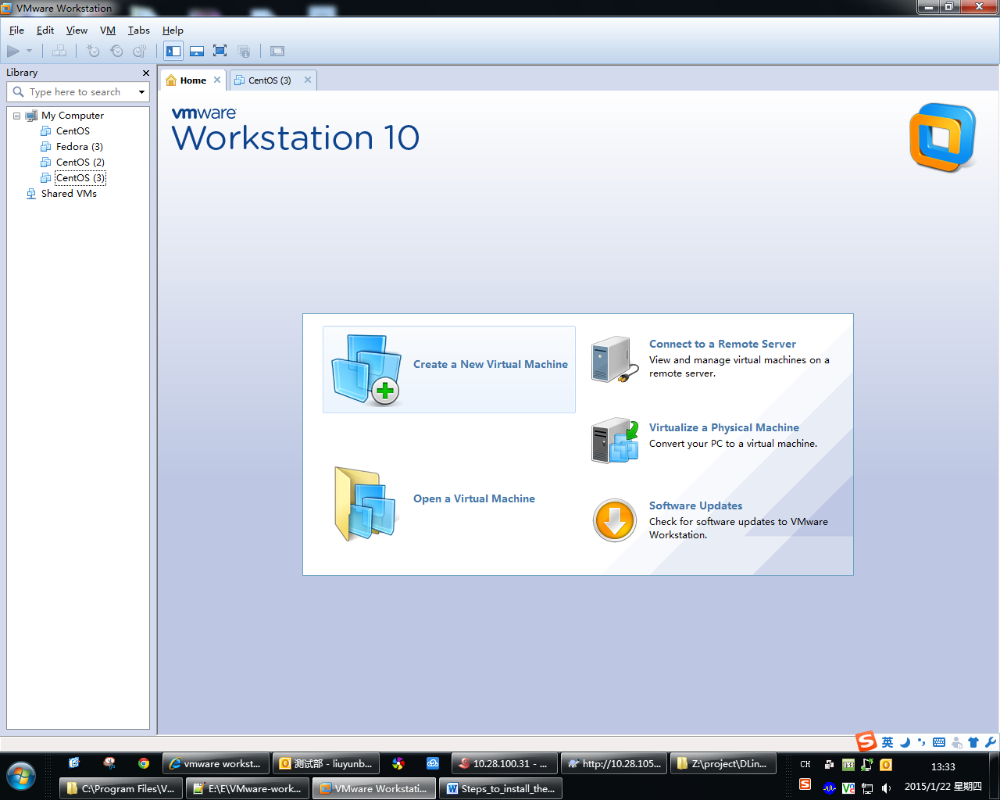 VMware Workstation
File Edit View VM Tabs Help
Library
Type here to search
My Computer
CentOS
Fedora (3)
CentOS (2)
CentOS (3)
Shared VMs
Home
CentOS (3)
vmware
Workstation 10
Create a New Virtual Machine
Open a Virtual Machine
Connect to a Remote Server
View and manage virtual machines on a
remote server.
Virtualize a Physical Machine
Convert your PC to a virtual machine.
Software Updates
Check for software updates to VMware
Workstation.
英
vmware workst...
测试部 - liuyunb...
10.28.100.31 - ...
http://10.28.105...
Z:\project\DLin...
CH
13:33
C:\Program Files\V...
E:\E\VMware-work...
VMware Workstati...
Steps_to_install_the...
2015/1/22 星期四